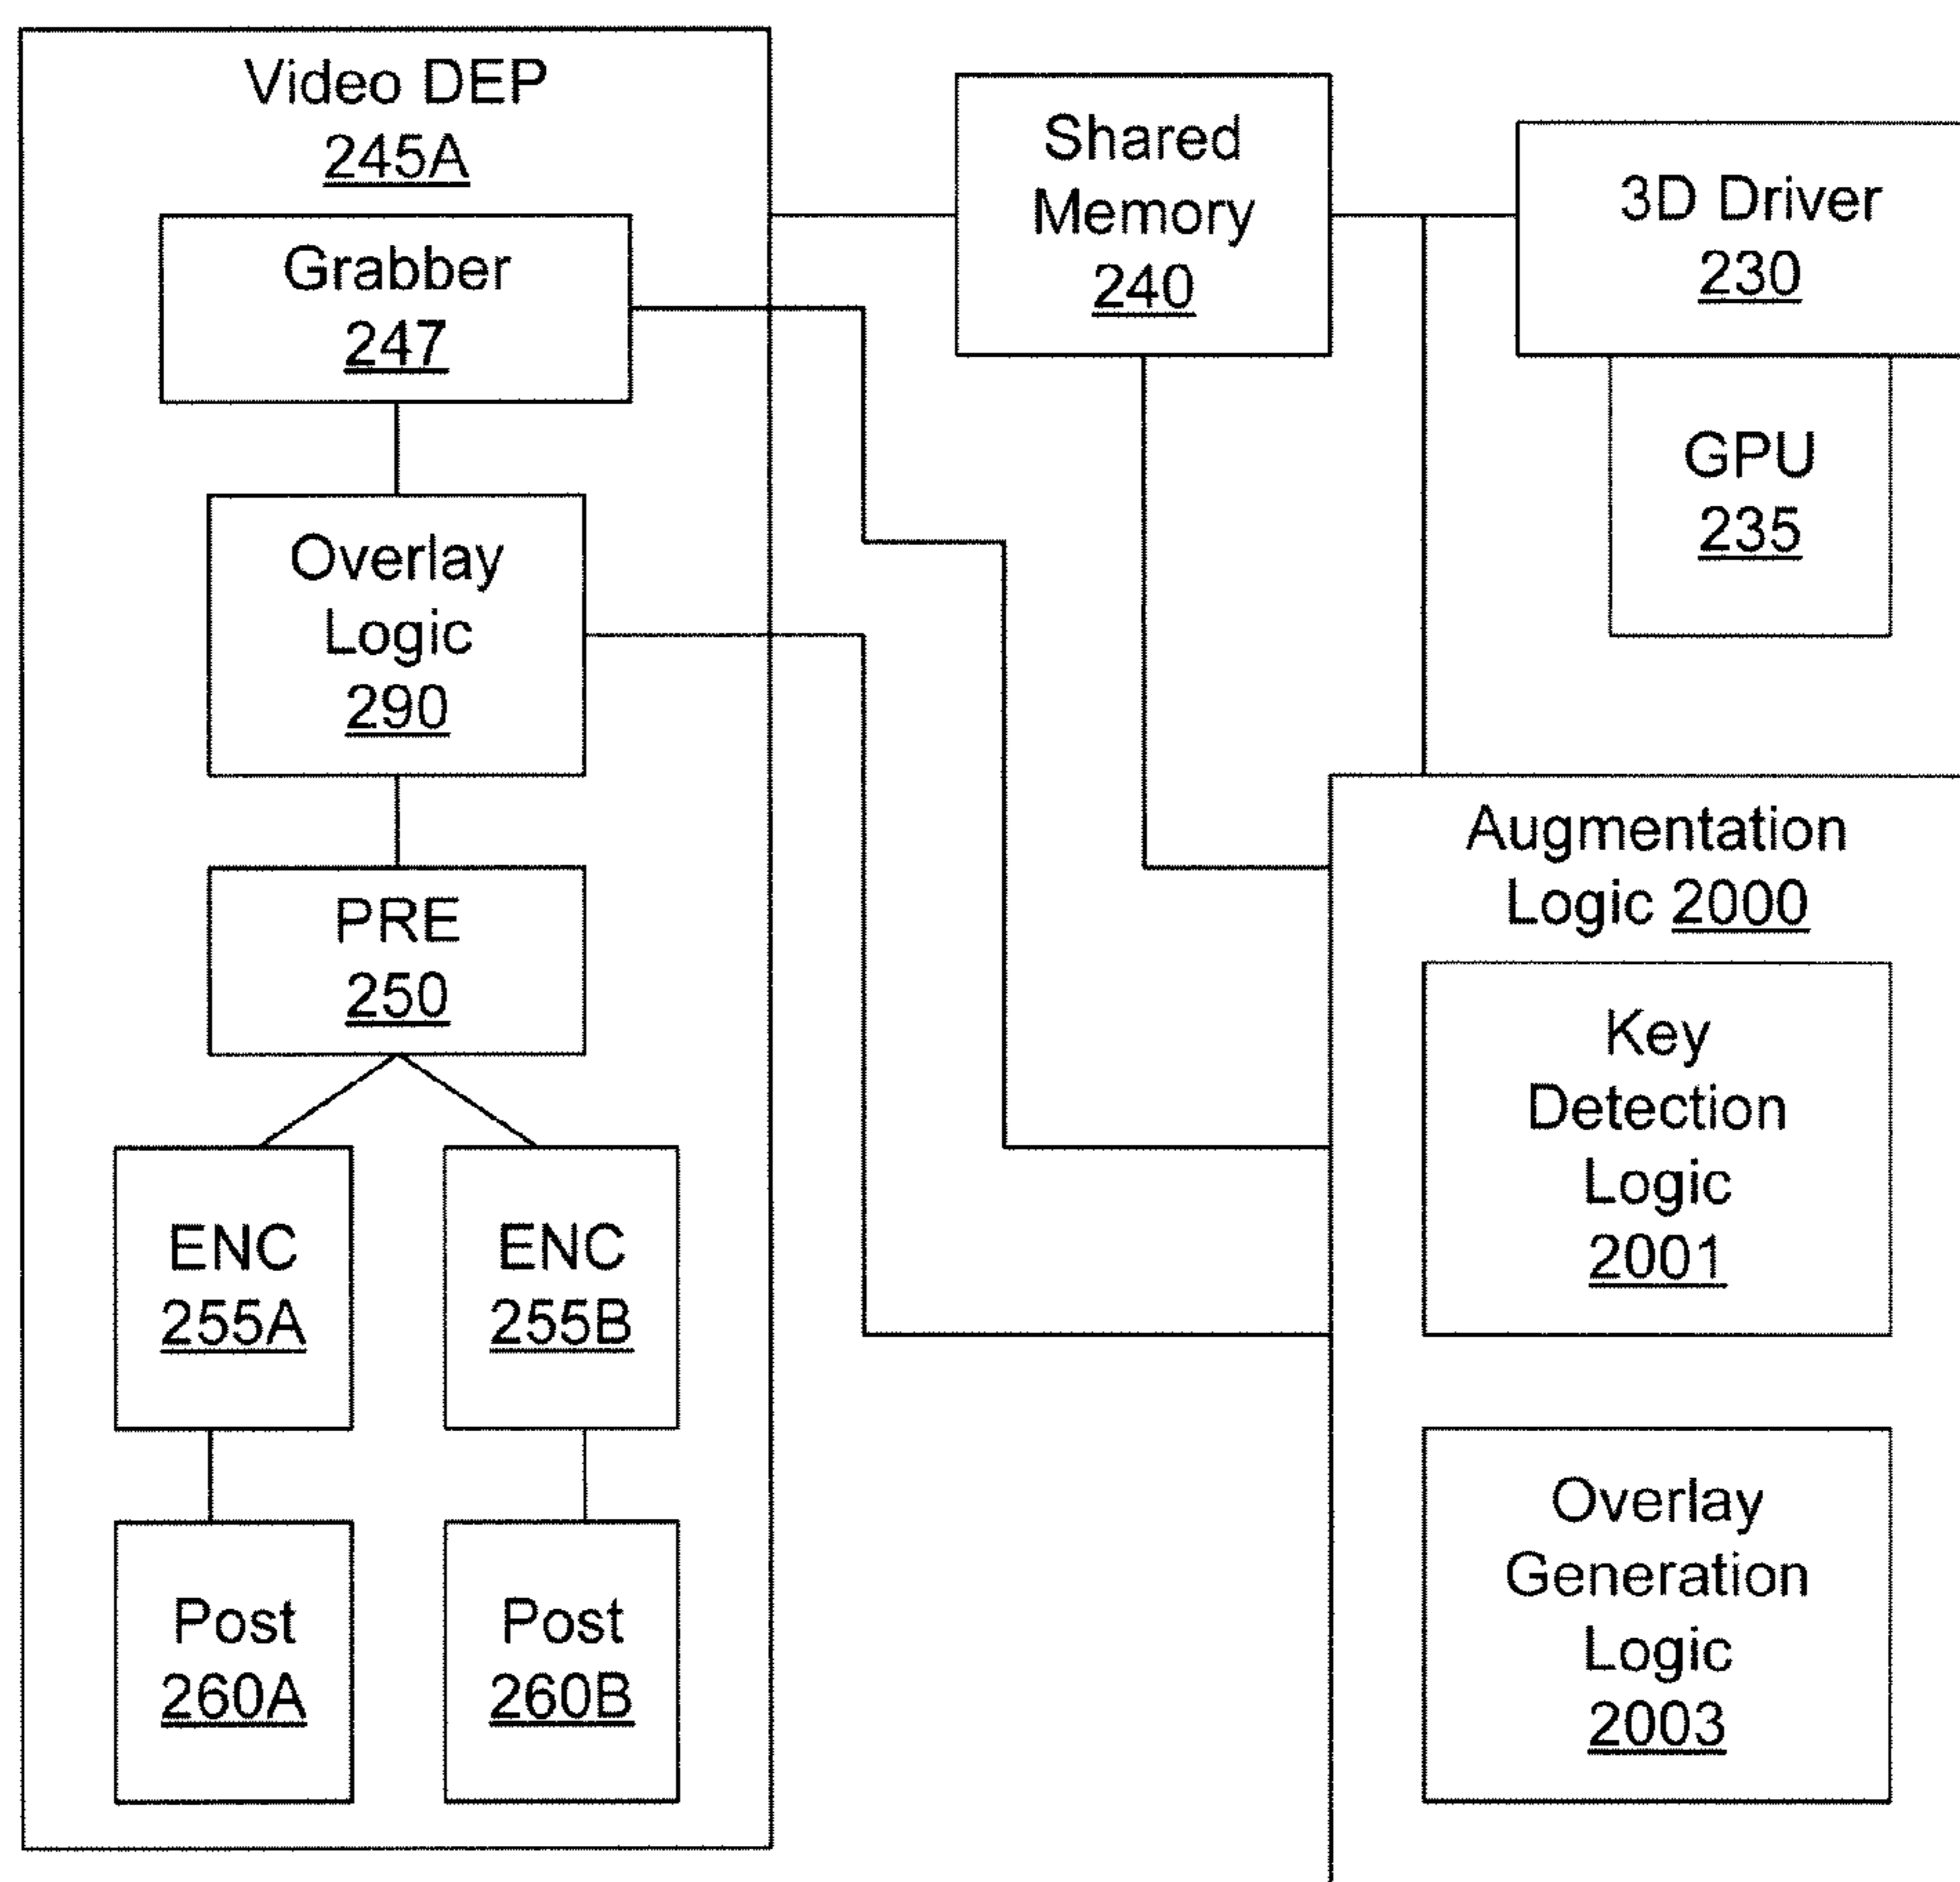 Video DEP
245A
Grabber
247
Overlay
Logic
290
PRE
250
ENC
255A
ENC
255B
Post
260A
Post
260B
Shared
Memory
240
3D Driver
230
GPU
235
Augmentation
Logic 2000
Key
Detection
Logic
2001
Overlay
Generation
Logic
2003